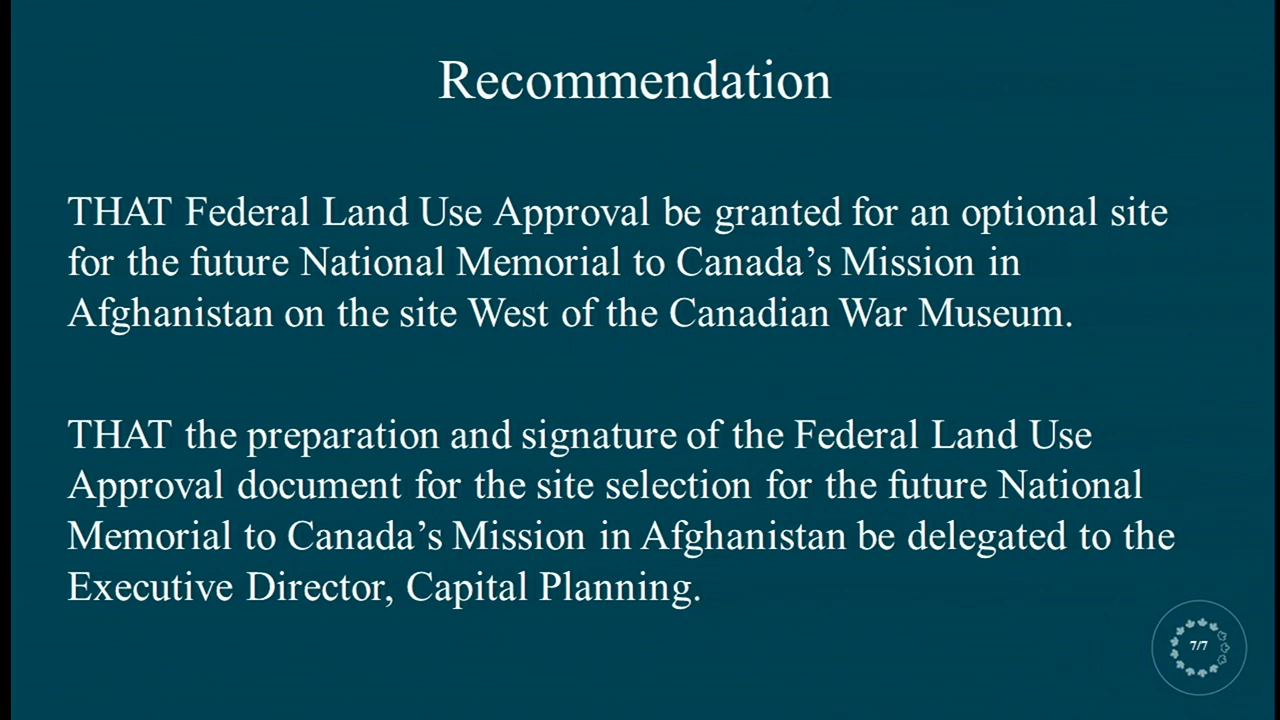 Recommendation
THAT Federal Land Use Approval be granted for an optional site
for the future National Memorial to Canada’s Mission in
Afghanistan on the site West of the Canadian War Museum.
THAT the preparation and signature of the Federal Land Use
Approval document for the site selection for the future National
Memorial to Canada’s Mission in Afghanistan be delegated to the
Executive Director, Capital Planning.
7/7